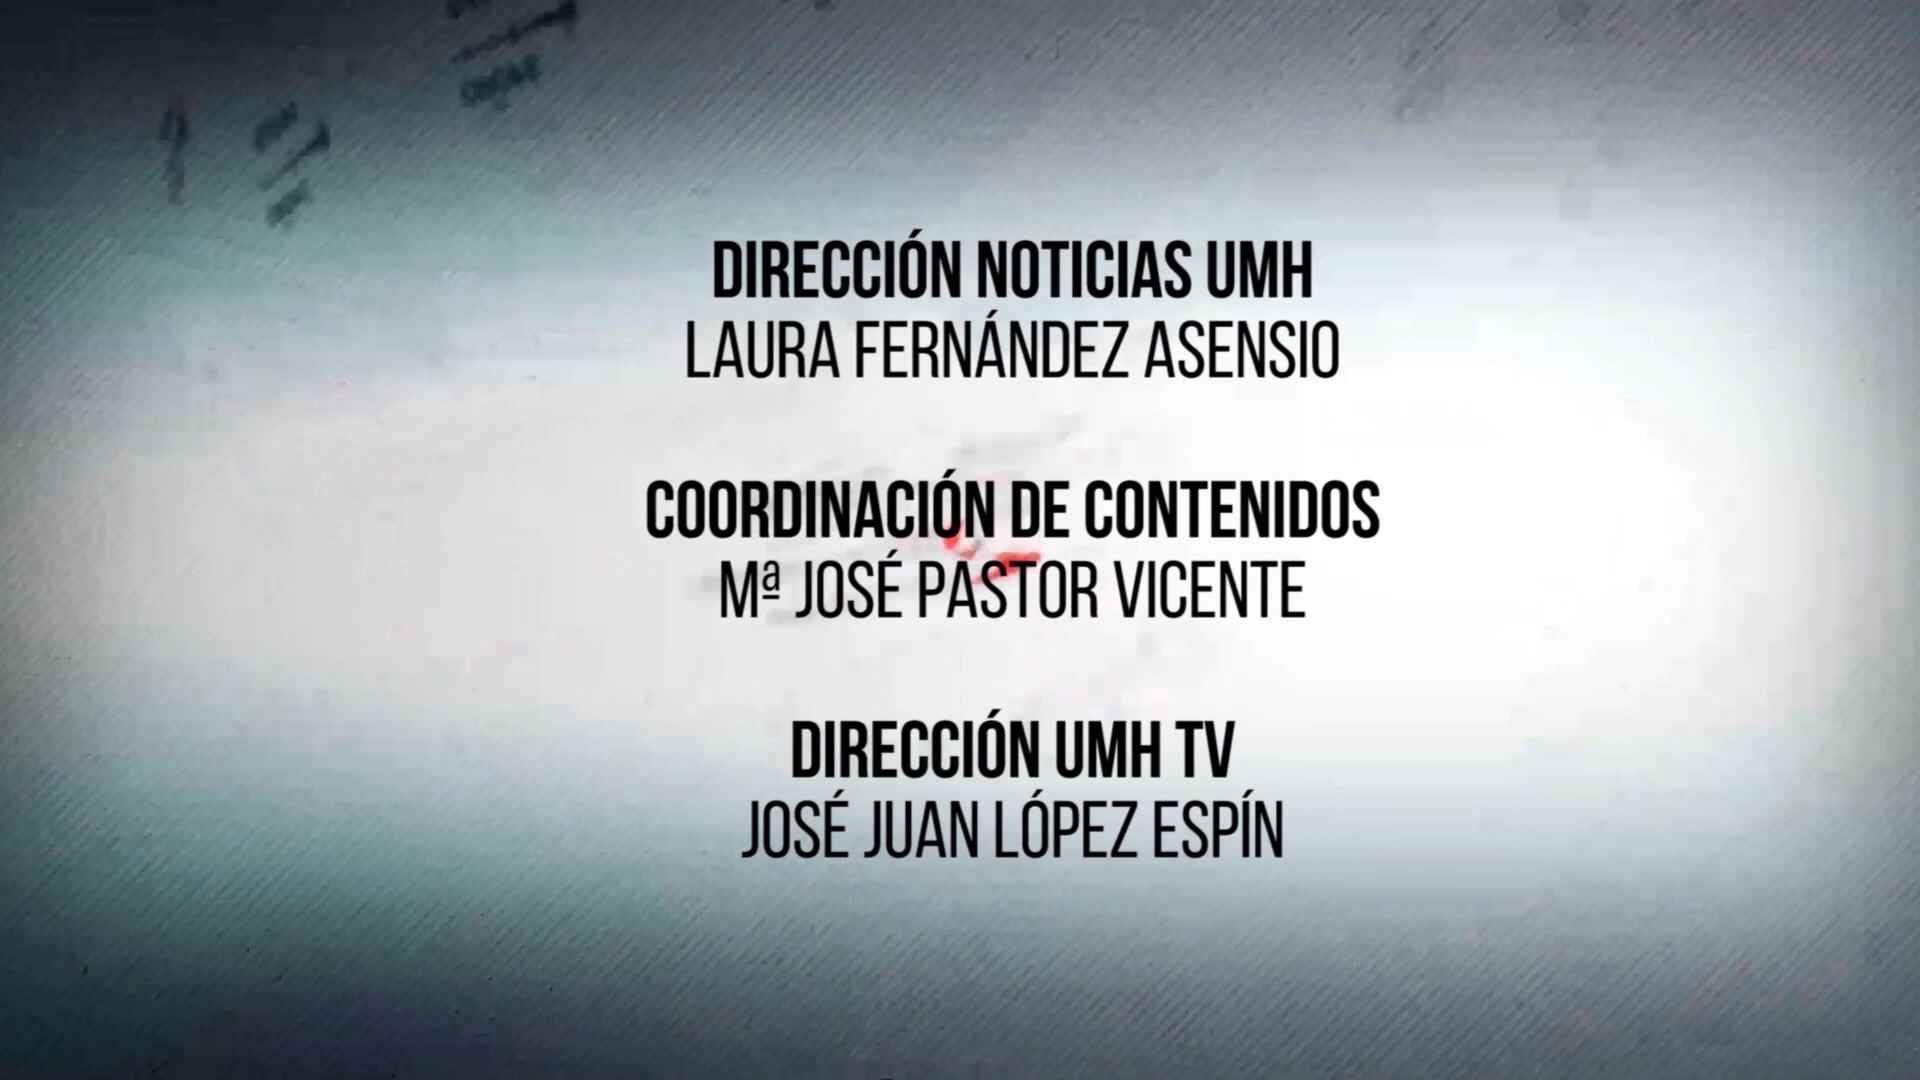 DIRECCIÓN NOTICIAS UMH
LAURA FERNÁNDEZ ASENSIO
COORDINACIÓN DE CONTENIDOS
Mª JOSÉ PASTOR VICENTE
DIRECCIÓN UMH TV
JOSÉ JUAN LÓPEZ ESPÍN